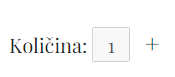 Količina: 1 +